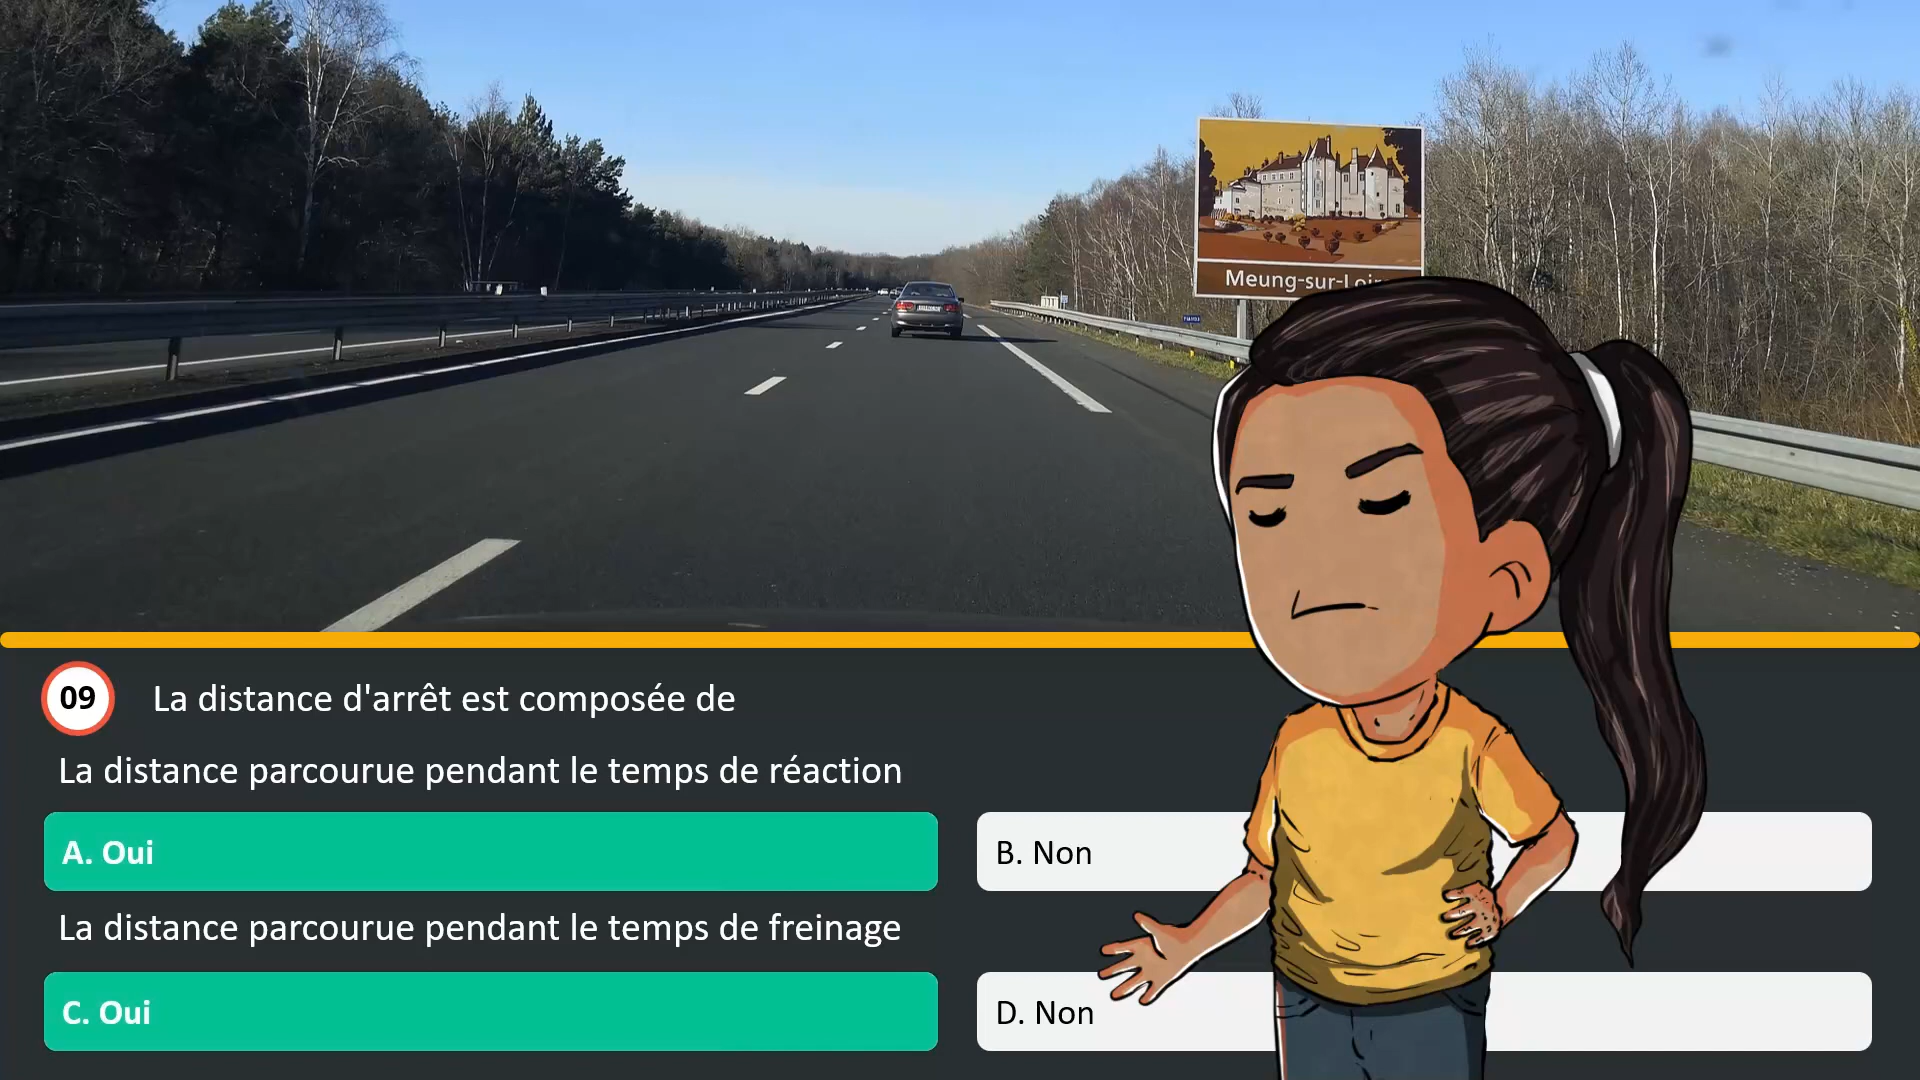 Meung-sur-Loire
09 La distance d'arrêt est composée de
La distance parcourue pendant le temps de réaction
A. Oui
B. Non
La distance parcourue pendant le temps de freinage
C. Oui
D. Non